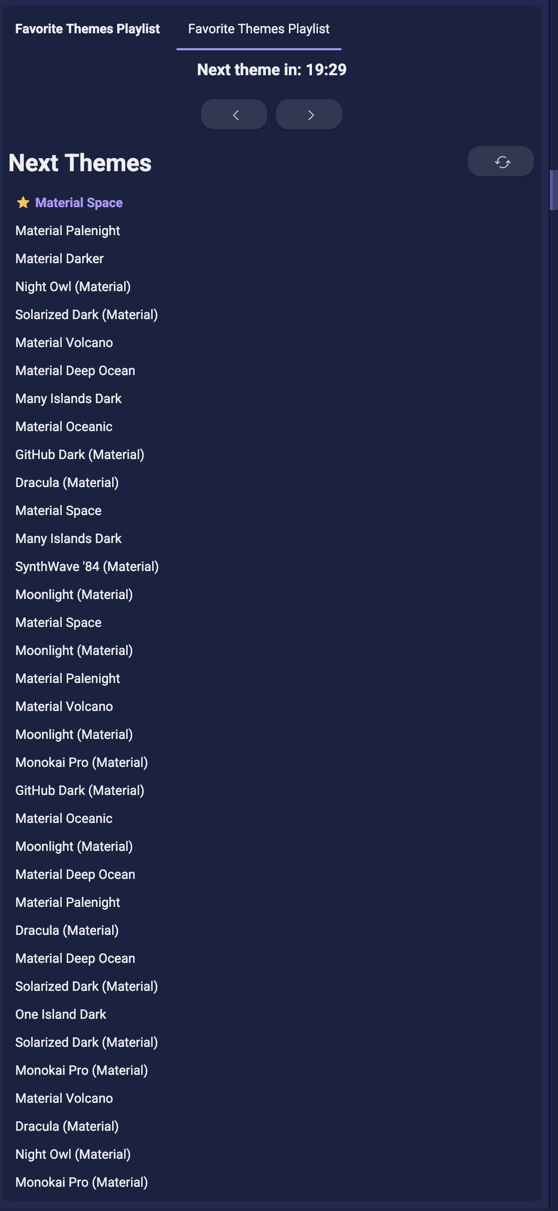 Favorite Themes Playlist Favorite Themes Playlist
Next theme in: 19:29
Next Themes
Material Space
Material Palenight
Material Darker
Night Owl (Material)
Solarized Dark (Material)
Material Volcano
Material Deep Ocean
Many Islands Dark
Material Oceanic
GitHub Dark (Material)
Dracula (Material)
Material Space
Many Islands Dark
SynthWave '84 (Material)
Moonlight (Material)
Material Space
Moonlight (Material)
Material Palenight
Material Volcano
Moonlight (Material)
Monokai Pro (Material)
GitHub Dark (Material)
Material Oceanic
Moonlight (Material)
Material Deep Ocean
Material Palenight
Dracula (Material)
Material Deep Ocean
Solarized Dark (Material)
One Island Dark
Solarized Dark (Material)
Monokai Pro (Material)
Material Volcano
Dracula (Material)
Night Owl (Material)
Monokai Pro (Material)